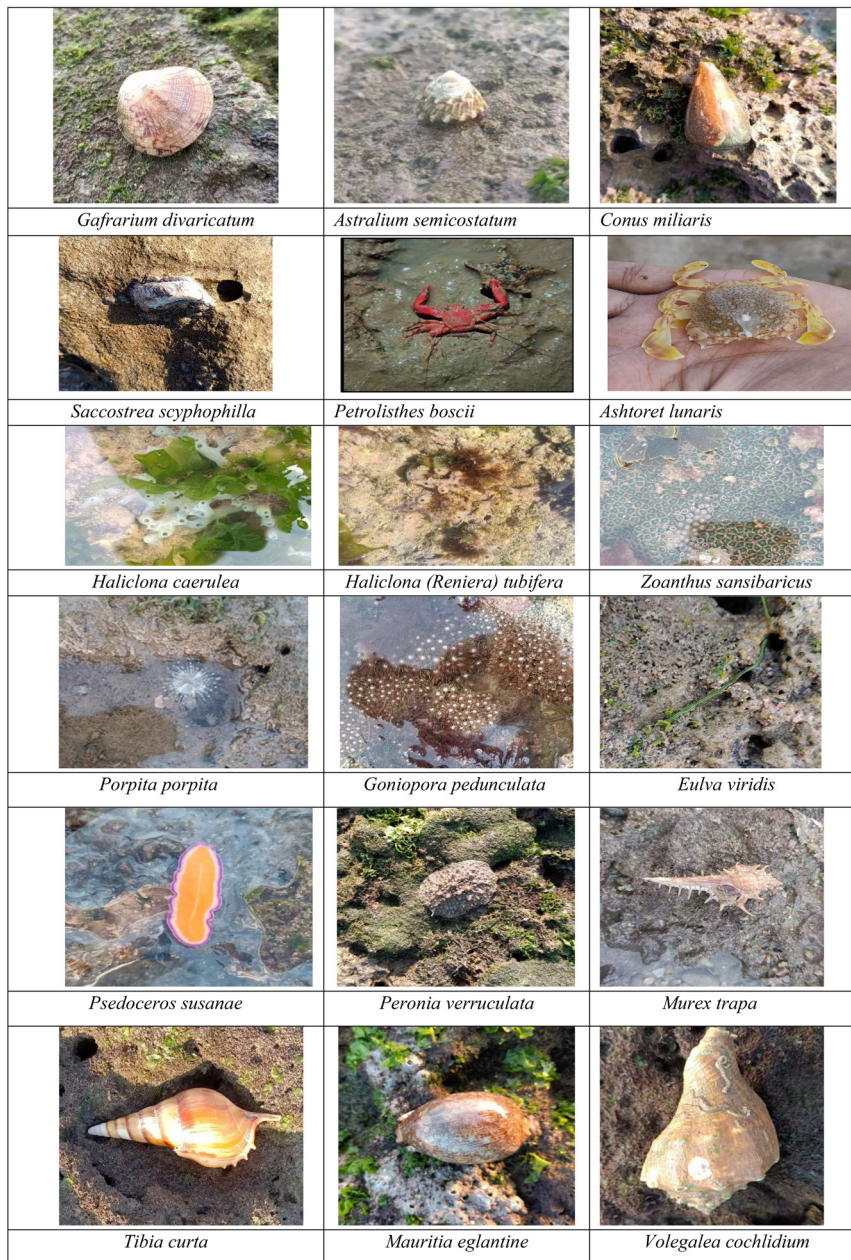 Gafrarium divaricatum
Astralium semicostatum
Conus miliaris
Saccostrea scyphophilla
Petrolisthes boscii
Ashtoret lunaris
Haliclona caerulea
Haliclona (Reniera) tubifera
Zoanthus sansibaricus
Porpita porpita
Goniopora pedunculata
Eulva viridis
Psedoceros susanae
Peronia verruculata
Murex trapa
Tibia curta
Mauritia eglantine
Volegalea cochlidium